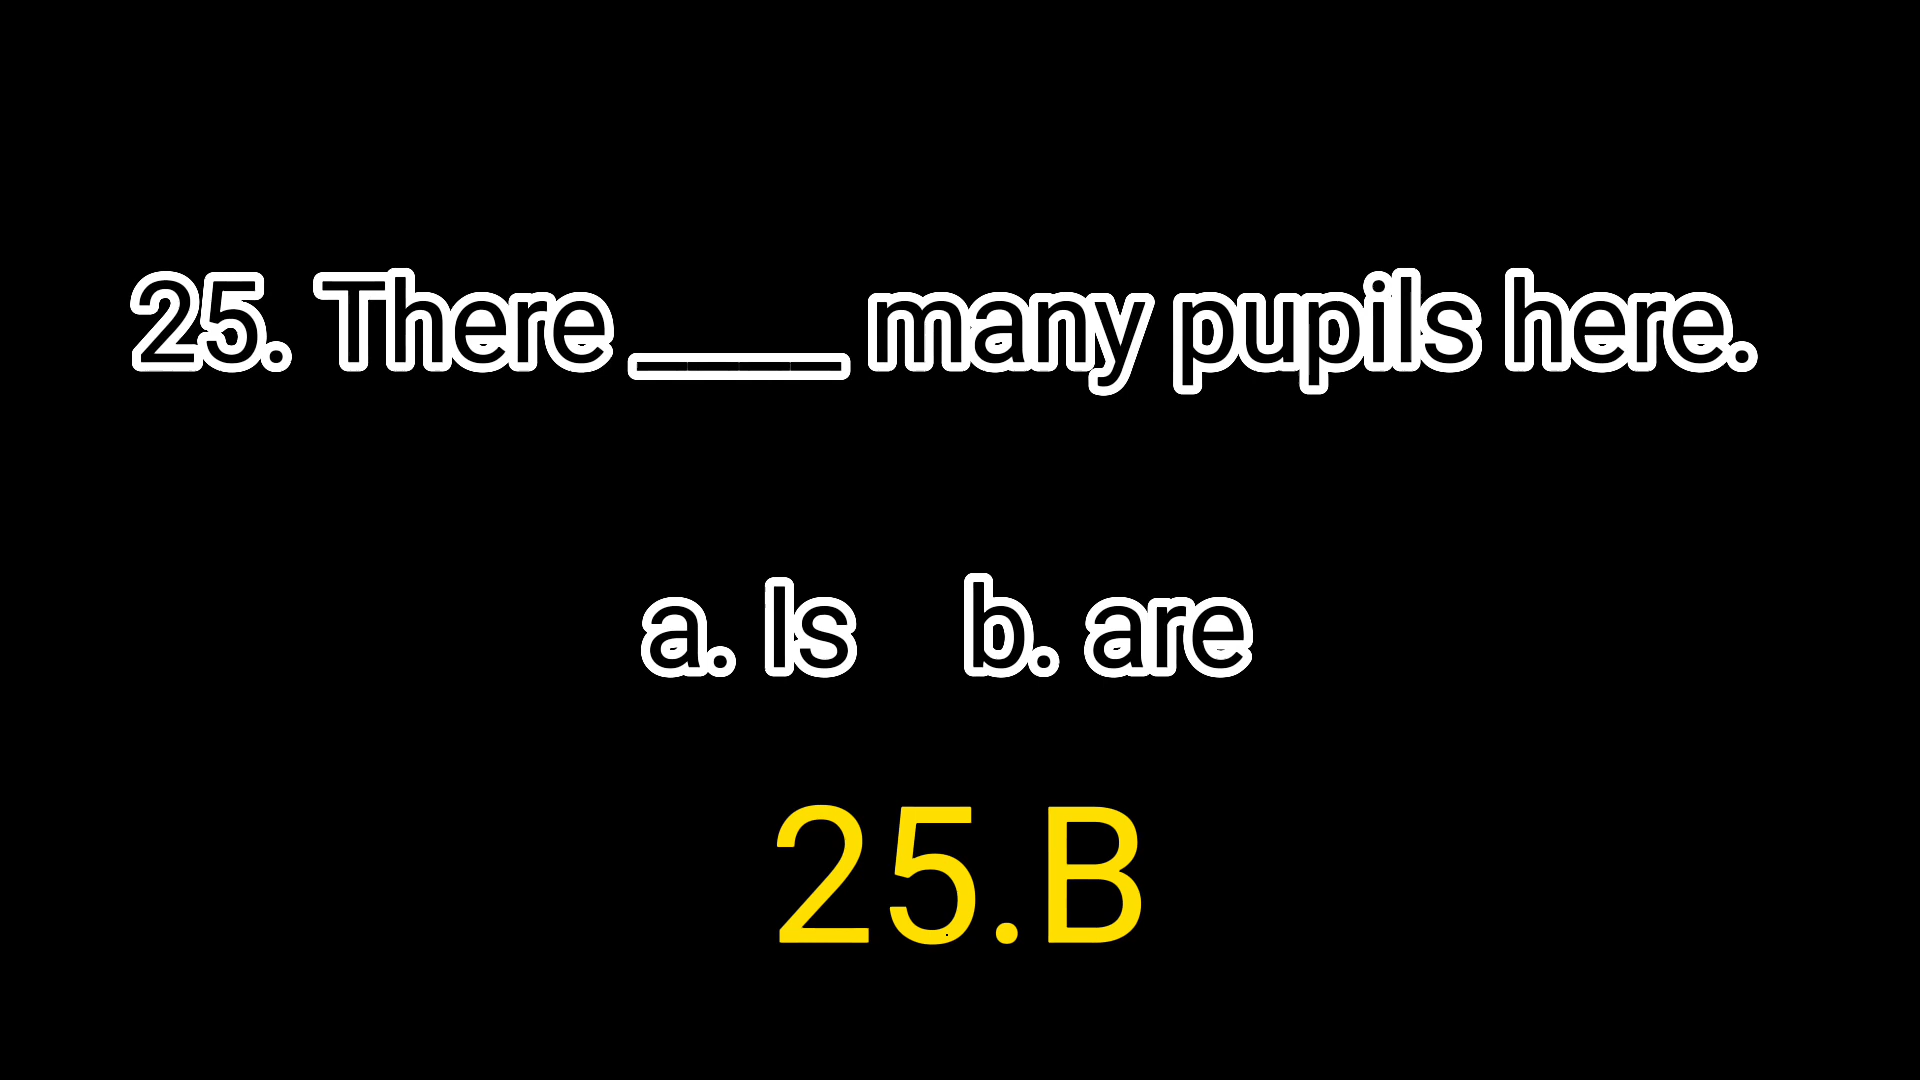 25. There ____ many pupils here.
a. Is b. are
25.B